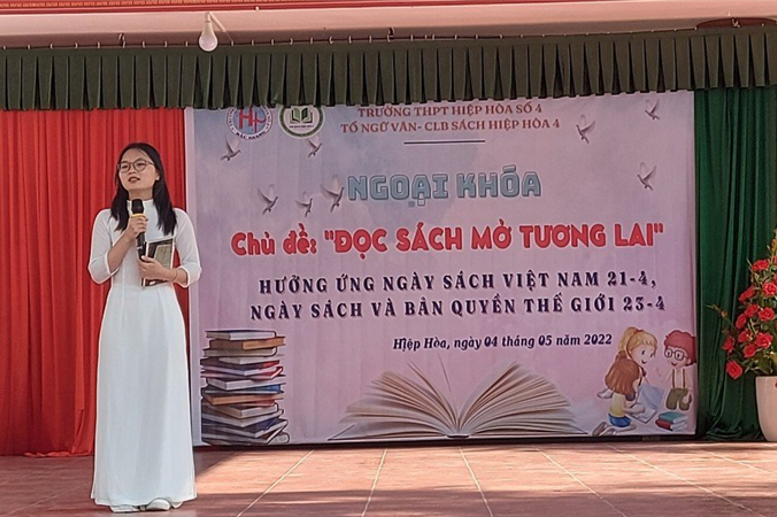 TRƯỜNG THPT HIỆP HÒA SỐ 4
TỔ NGỮ VĂN- CLB SÁCH HIỆP HÒA 4
NGOẠI KHÓA
Chủ đề: "ĐỌC SÁCH MỞ TƯƠNG LAI"
HƯỞNG ỨNG NGÀY SÁCH VIỆT NAM 21-4,
NGÀY SÁCH VÀ BẢN QUYỀN THẾ GIỚI 23-4
Hiệp Hòa, ngày 04 tháng 05 năm 2022